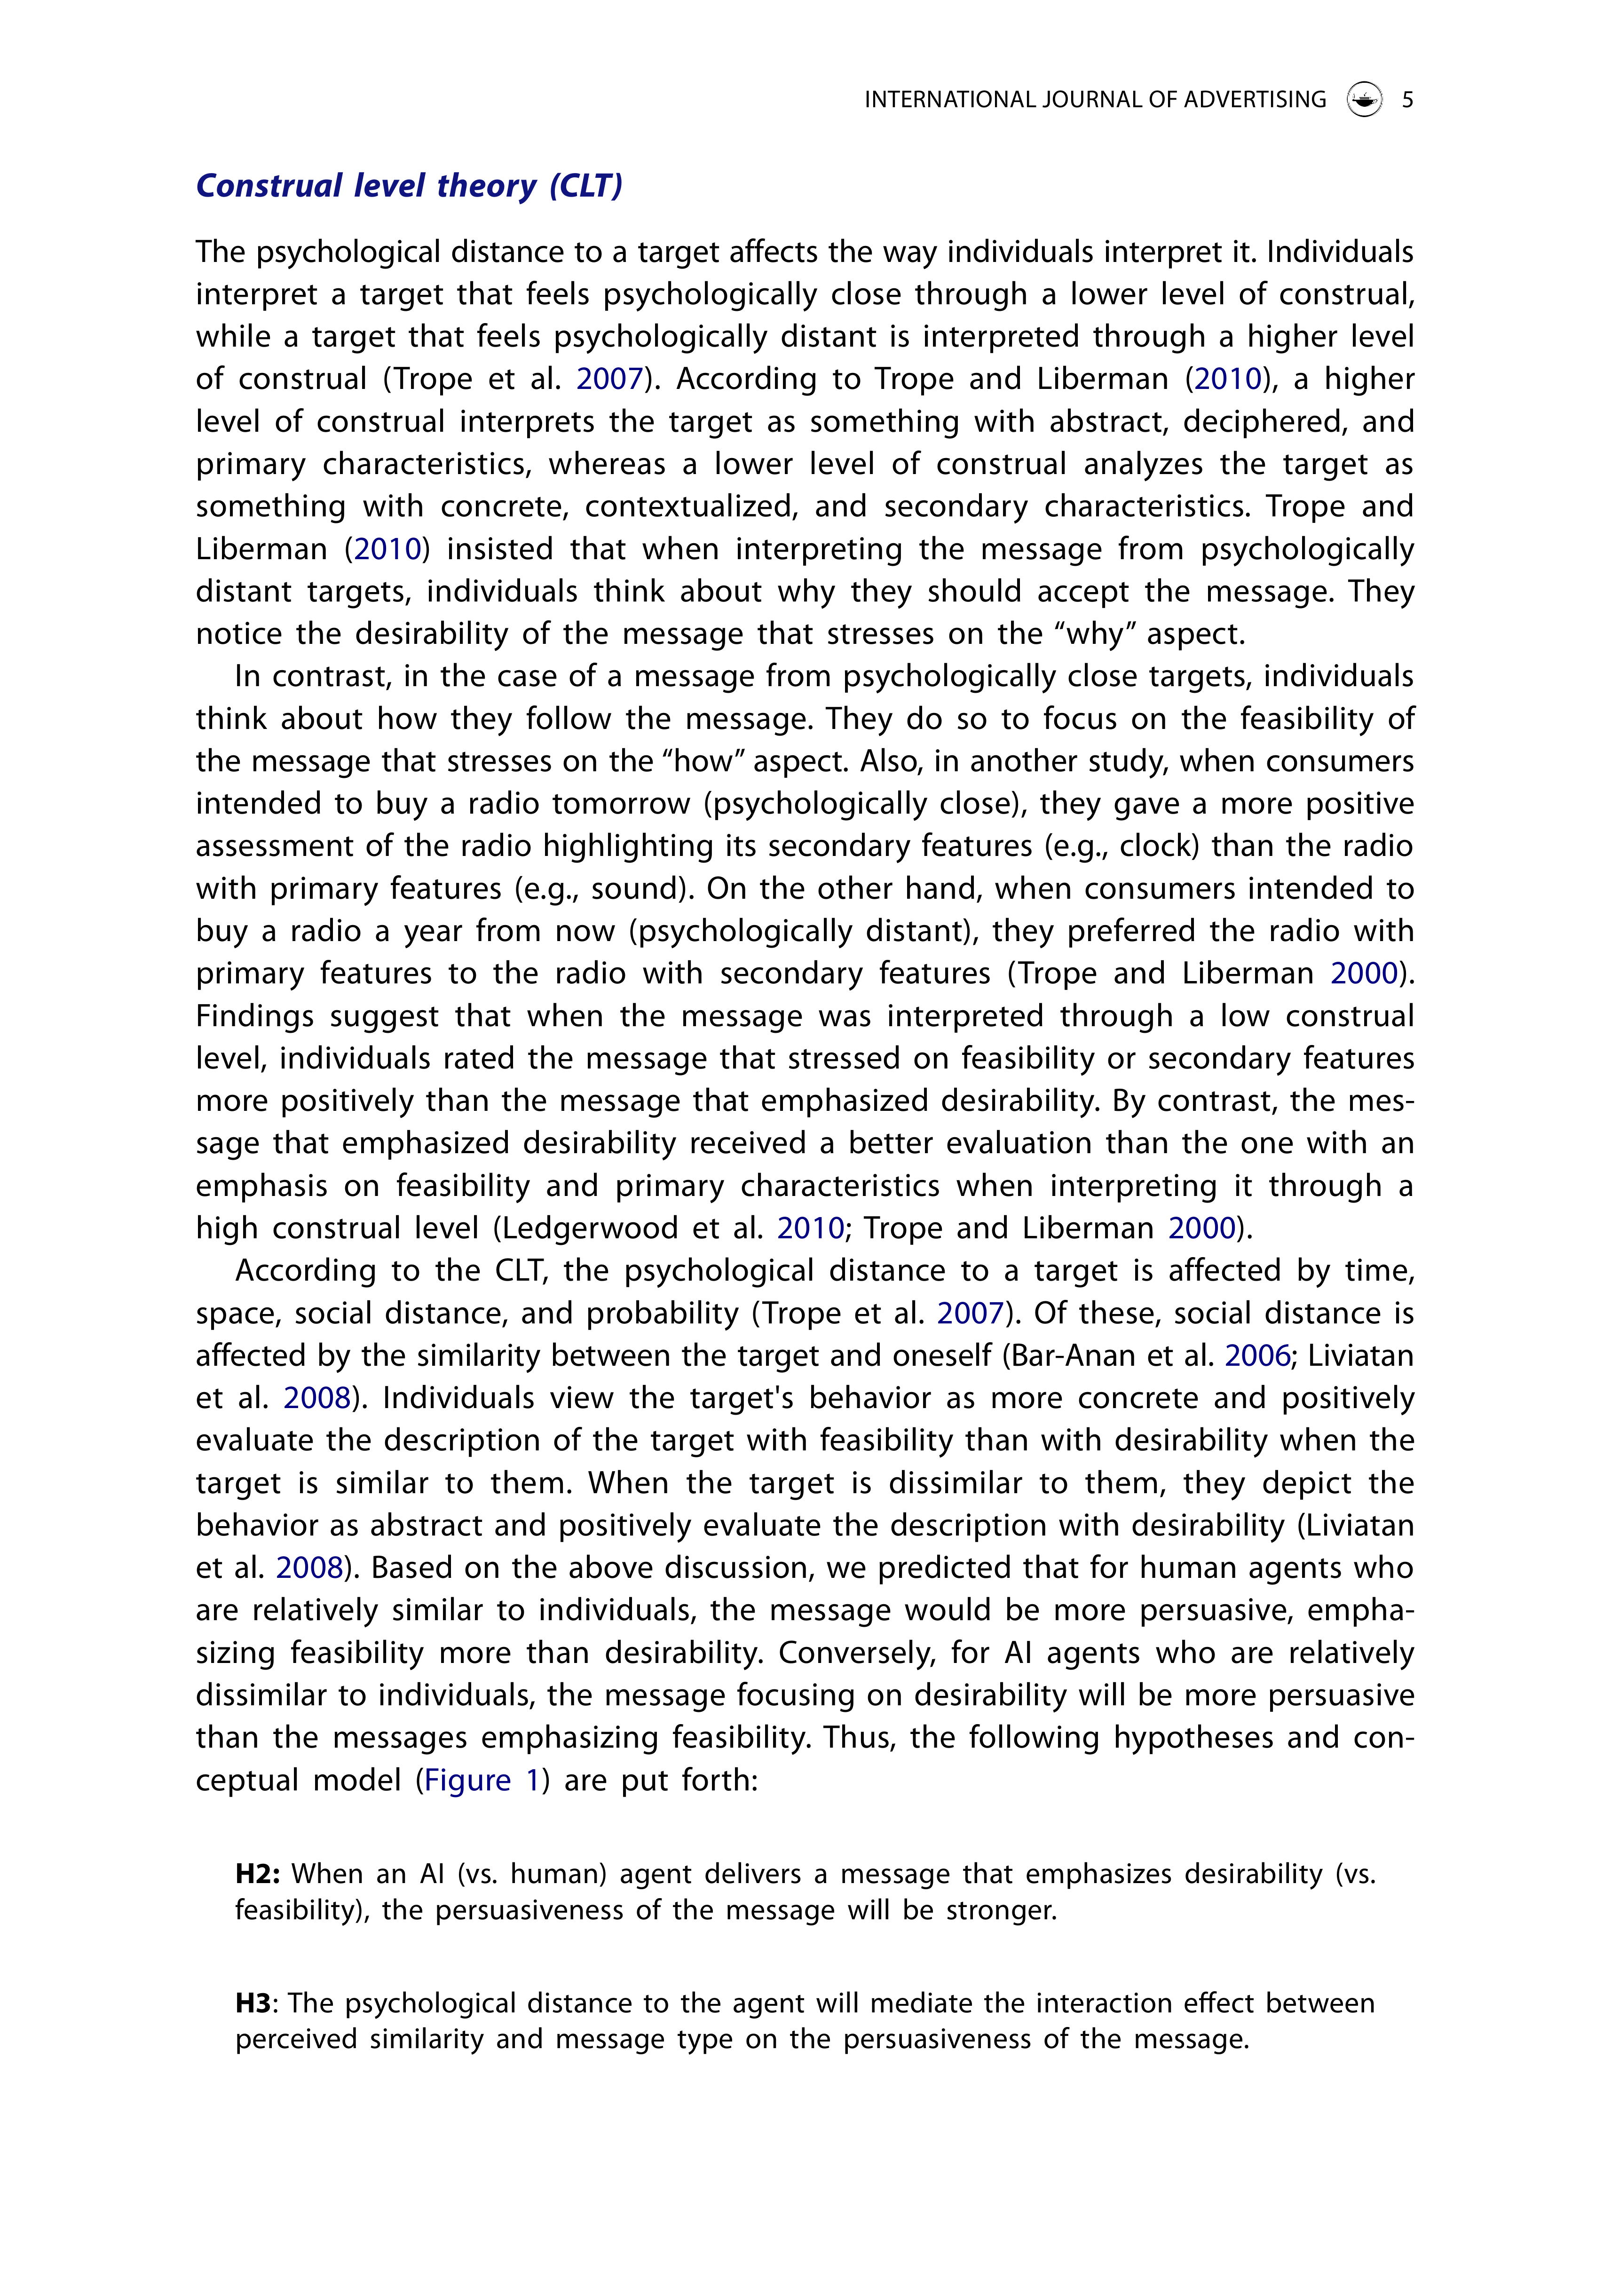 INTERNATIONAL JOURNAL OF ADVERTISING 5
Construal level theory (CLT)
The psychological distance to a target affects the way individuals interpret it. Individuals
interpret a target that feels psychologically close through a lower level of construal,
while a target that feels psychologically distant is interpreted through a higher level
of construal (Trope et al. 2007). According to Trope and Liberman (2010), a higher
level of construal interprets the target as something with abstract, deciphered, and
primary characteristics, whereas a lower level of construal analyzes the target as
something with concrete, contextualized, and secondary characteristics. Trope and
Liberman (2010) insisted that when interpreting the message from psychologically
distant targets, individuals think about why they should accept the message. They
notice the desirability of the message that stresses on the “why” aspect.
In contrast, in the case of a message from psychologically close targets, individuals
think about how they follow the message. They do so to focus on the feasibility of
the message that stresses on the “how” aspect. Also, in another study, when consumers
intended to buy a radio tomorrow (psychologically close), they gave a more positive
assessment of the radio highlighting its secondary features (e.g., clock) than the radio
with primary features (e.g., sound). On the other hand, when consumers intended to
buy a radio a year from now (psychologically distant), they preferred the radio with
primary features to the radio with secondary features (Trope and Liberman 2000).
Findings suggest that when the message was interpreted through a low construal
level, individuals rated the message that stressed on feasibility or secondary features
more positively than the message that emphasized desirability. By contrast, the mes-
sage that emphasized desirability received a better evaluation than the one with an
emphasis on feasibility and primary characteristics when interpreting it through a
high construal level (Ledgerwood et al. 2010; Trope and Liberman 2000).
According to the CLT, the psychological distance to a target is affected by time,
space, social distance, and probability (Trope et al. 2007). Of these, social distance is
affected by the similarity between the target and oneself (Bar-Anan et al. 2006; Liviatan
et al. 2008). Individuals view the target's behavior as more concrete and positively
evaluate the description of the target with feasibility than with desirability when the
target is similar to them. When the target is dissimilar to them, they depict the
behavior as abstract and positively evaluate the description with desirability (Liviatan
et al. 2008). Based on the above discussion, we predicted that for human agents who
are relatively similar to individuals, the message would be more persuasive, empha-
sizing feasibility more than desirability. Conversely, for AI agents who are relatively
dissimilar to individuals, the message focusing on desirability will be more persuasive
than the messages emphasizing feasibility. Thus, the following hypotheses and con-
ceptual model (Figure 1) are put forth:
H2: When an AI (vs. human) agent delivers a message that emphasizes desirability (vs.
feasibility), the persuasiveness of the message will be stronger.
H3: The psychological distance to the agent will mediate the interaction effect between
perceived similarity and message type on the persuasiveness of the message.